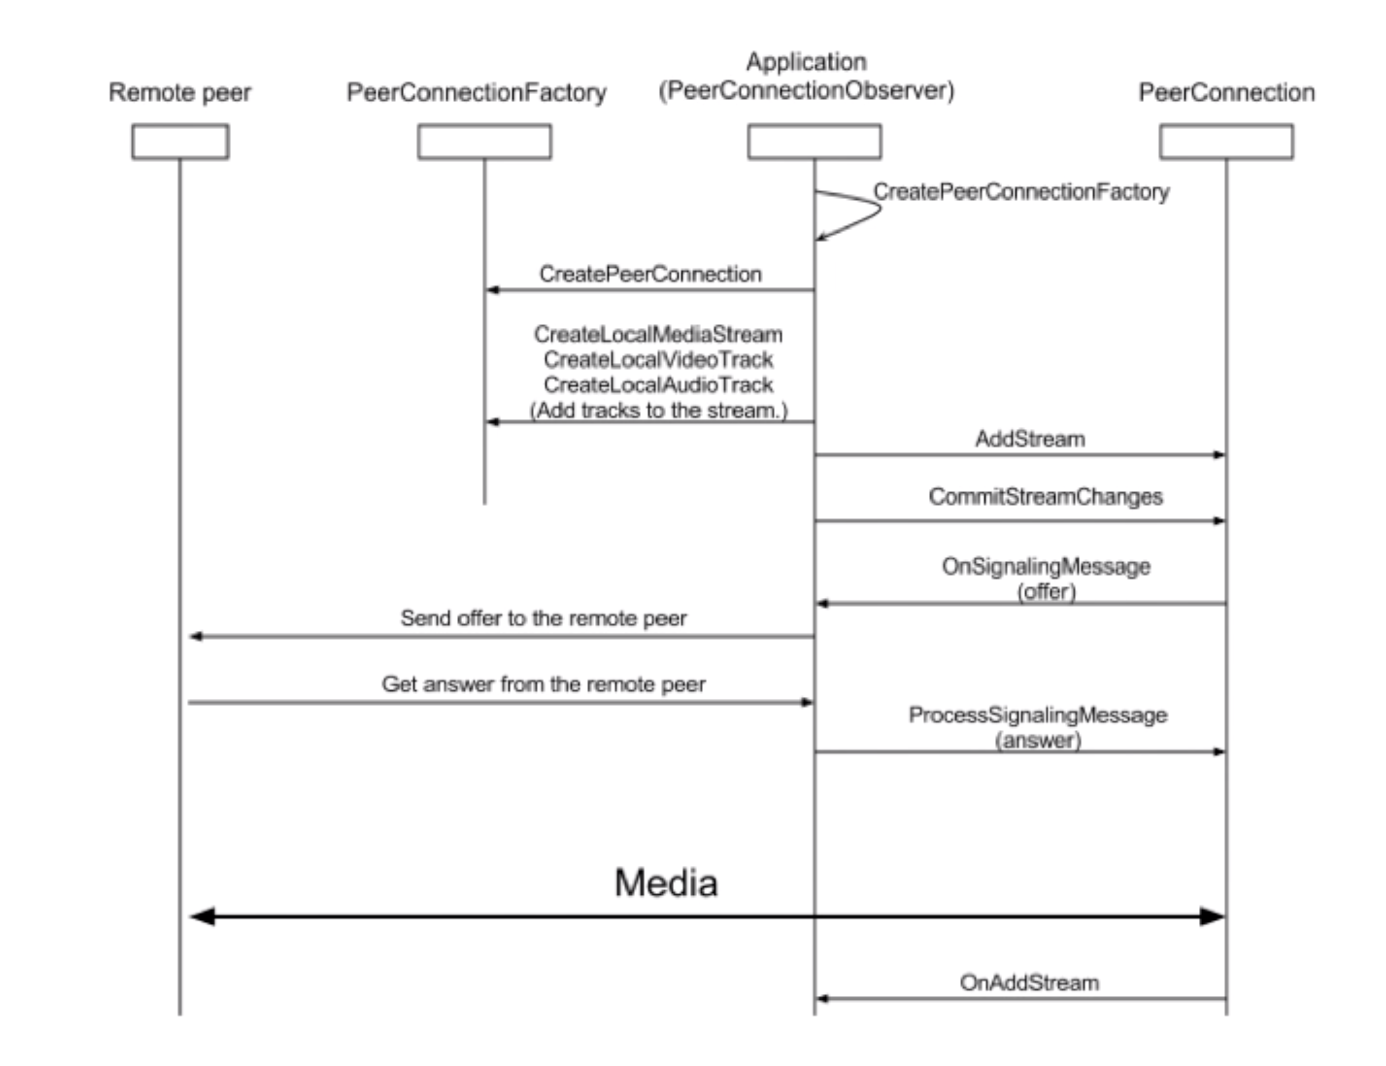 Application
Remote peer
PeerConnectionFactory
(PeerConnectionObserver)
PeerConnection
CreatePeerConnectionFactory
CreatePeerConnection
CreateLocalMediaStream
CreateLocalVideoTrack
CreateLocalAudioTrack
(Add tracks to the stream.)
AddStream
CommitStreamChanges
OnSignalingMessage
(offer)
Send offer to the remote peer
Get answer from the remote peer
ProcessSignalingMessage
(answer)
Media
OnAddStream